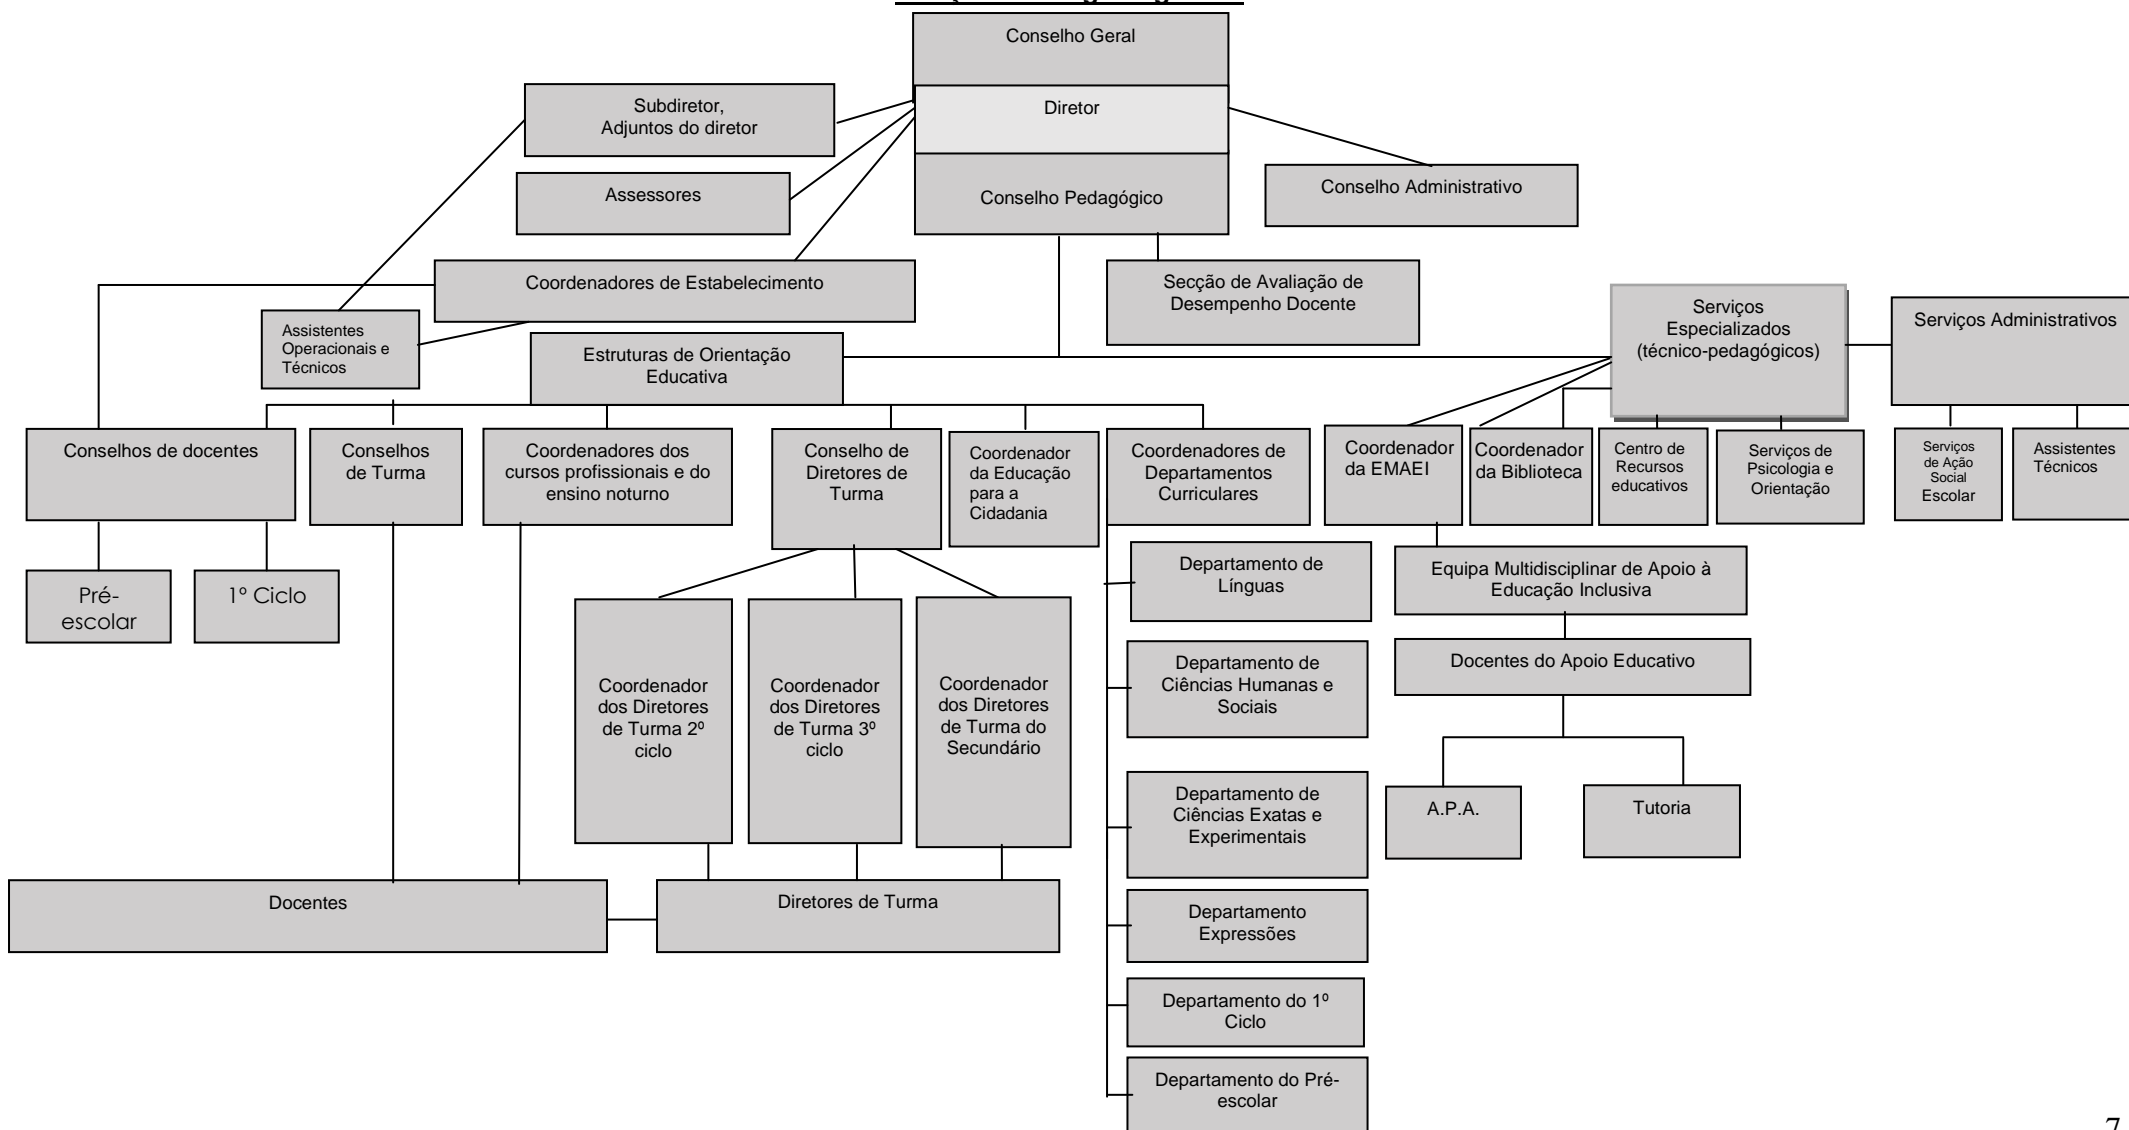 Conselho Geral
Subdiretor,
Adjuntos do diretor
Diretor
Assessores
Conselho Pedagógico
Conselho Administrativo
Coordenadores de Estabelecimento
Secção de Avaliação de
Desempenho Docente
Assistentes
Operacionais e
Técnicos
Estruturas de Orientação
Educativa
Serviços
Especializados
(técnico-pedagógicos)
Serviços Administrativos
Conselhos de docentes
Conselhos
de Turma
Coordenadores dos
cursos profissionais e do
ensino noturno
Conselho de
Diretores de
Turma
Coordenador
da Educação
para a
Cidadania
Coordenadores de
Departamentos
Curriculares
Coordenador
da EMAEI
Coordenador
da Biblioteca
Centro de
Recursos
educativos
Serviços de
Psicologia e
Orientação
Serviços
de Ação
Social
Escolar
Assistentes
Técnicos
Pré-
escolar
1º Ciclo
Departamento de
Línguas
Equipa Multidisciplinar de Apoio à
Educação Inclusiva
Coordenador
dos Diretores
de Turma 2º
ciclo
Coordenador
dos Diretores
de Turma 3º
ciclo
Coordenador
dos Diretores
de Turma do
Secundário
Departamento de
Ciências Humanas e
Sociais
Docentes do Apoio Educativo
Departamento de
Ciências Exatas e
Experimentais
A.P.A.
Tutoria
Docentes
Diretores de Turma
Departamento
Expressões
Departamento do 1º
Ciclo
Departamento do Pré-
escolar
7